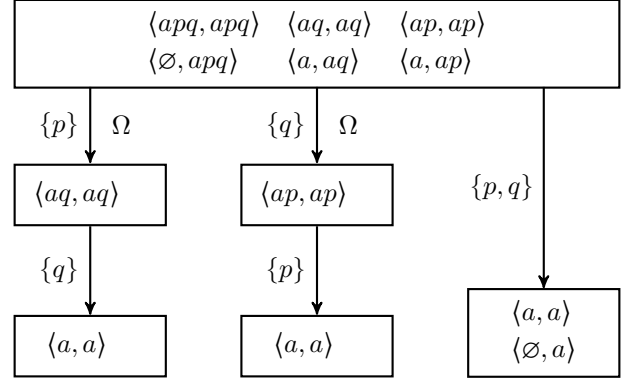 ⟨apq, apq⟩ ⟨aq, aq⟩ ⟨ap, ap⟩
⟨∅, apq⟩ ⟨a, aq⟩ ⟨a, ap⟩
{p} Ω {q} Ω
{p, q}
⟨aq, aq⟩ ⟨ap, ap⟩
{q} {p}
⟨a, a⟩
⟨∅, a⟩
⟨a, a⟩ ⟨a, a⟩